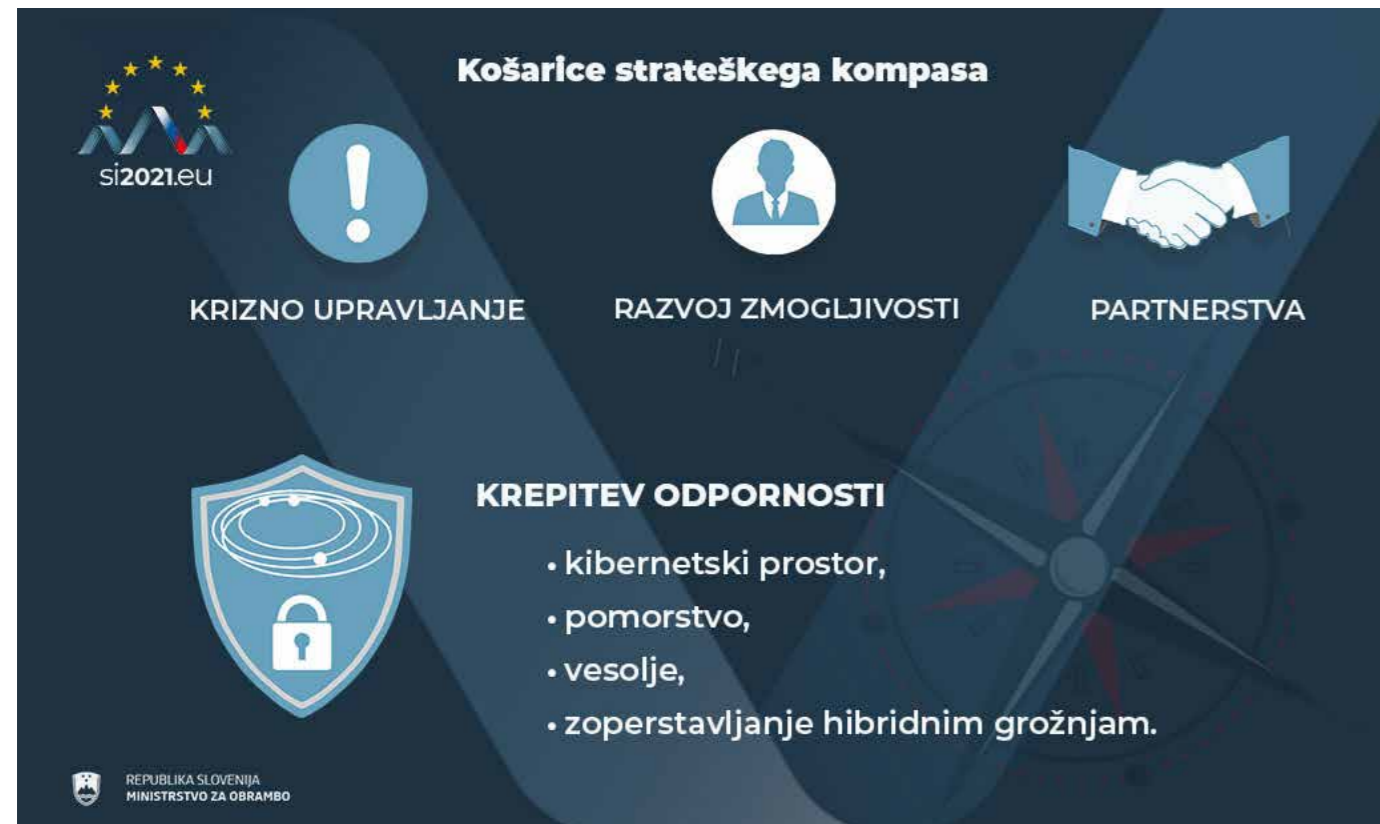 Košarice strateškega kompasa
si2021.eu
KRIZNO UPRAVLJANJE
RAZVOJ ZMOGLJIVOSTI
PARTNERSTVA
KREPITEV ODPORNOSTI
• kibernetski prostor,
• pomorstvo,
• vesolje,
• zoperstavljanje hibridnim grožnjam.
REPUBLIKA SLOVENIJA
MINISTRSTVO ZA OBRAMBO